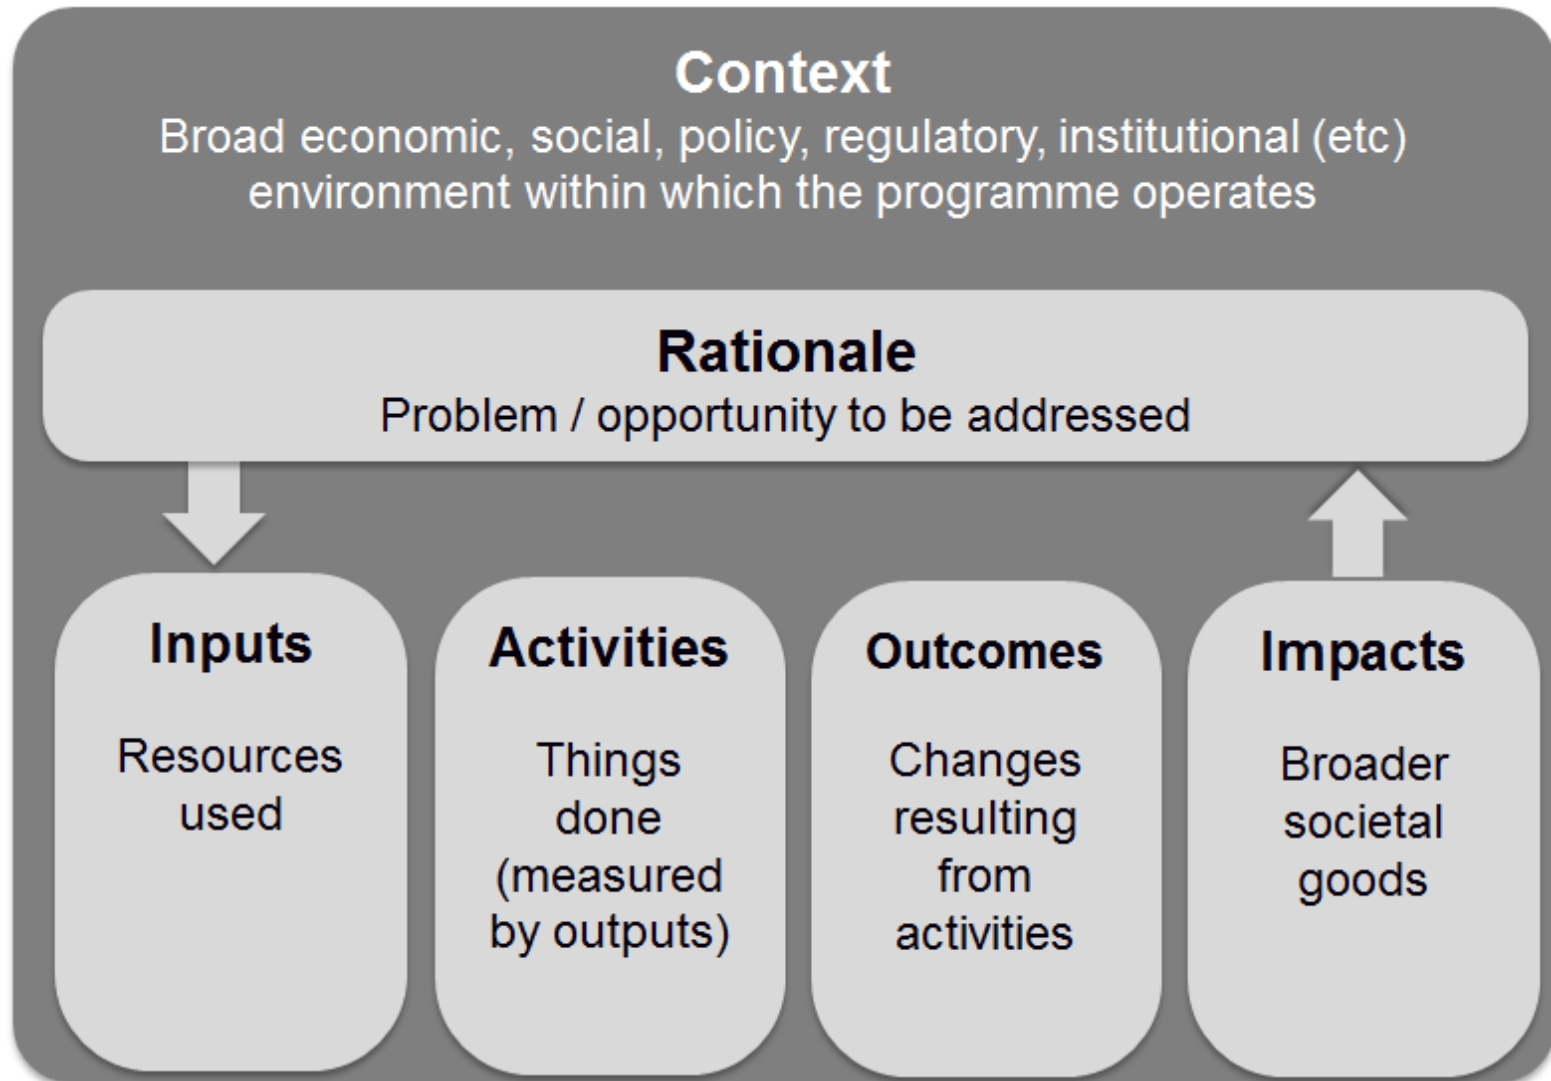 Context
Broad economic, social, policy, regulatory, institutional (etc)
environment within which the programme operates
Rationale
Problem / opportunity to be addressed
Inputs
Resources
used
Activities
Things
done
(measured
by outputs)
Outcomes
Changes
resulting
from
activities
Impacts
Broader
societal
goods